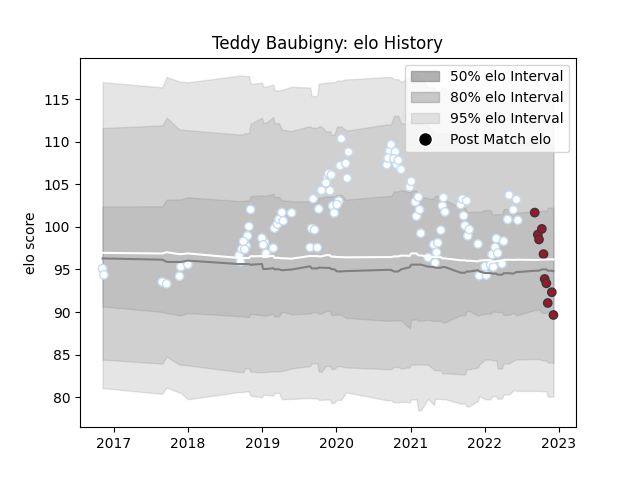 Teddy Baubigny: elo History
50% elo Interval
80% elo Interval
95% elo Interval
Post Match elo
elo score
115
110
105
100
95
90
85
80
2017 2018 2019 2020 2021 2022 2023